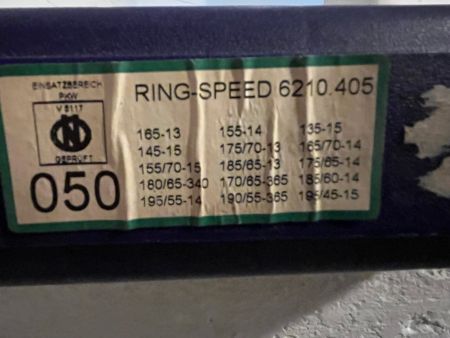 EINSATZBEREICH
PKW
V 5117
GEPRÜFT
050
RING-SPEED 6210.405
165-13 155-14 135-15
145-15 175/70-13 165/70-14
155/70-15 185/65-13 175/65-14
180/65-340 170/65-365 185/60-14
195/55-14 190/55-365 195/45-15